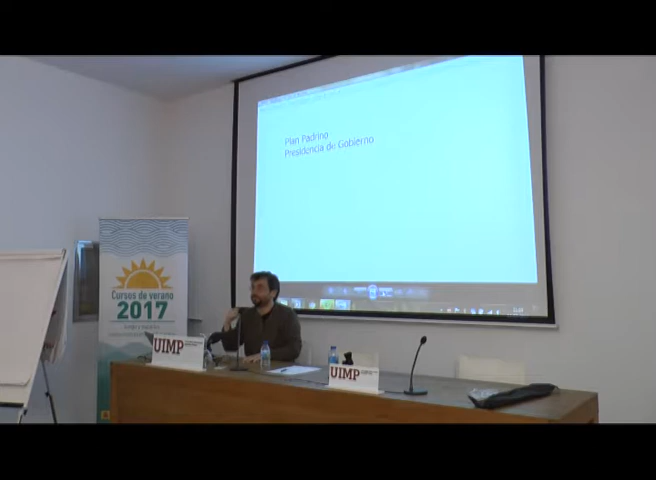 Plan Padrino
Presidencia de Gobierno
Cursos de verano
2017
UIMP
UIMP